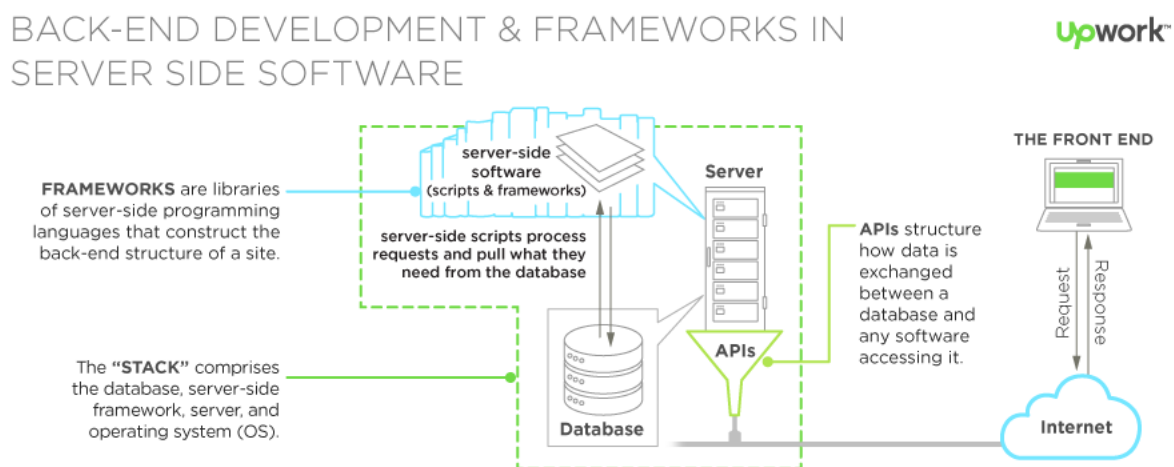 BACK-END DEVELOPMENT & FRAMEWORKS IN
SERVER SIDE SOFTWARE
Upwork™
FRAMEWORKS are libraries
of server-side programming
languages that construct the
back-end structure of a site.
The “STACK” comprises
the database, server-side
framework, server, and
operating system (OS).
server-side
software
(scripts & frameworks)
server-side scripts process
requests and pull what they
need from the database
Database
Server
APIs
APIs structure
how data is
exchanged
between a
database and
any software
accessing it.
THE FRONT END
Request
Response
Internet